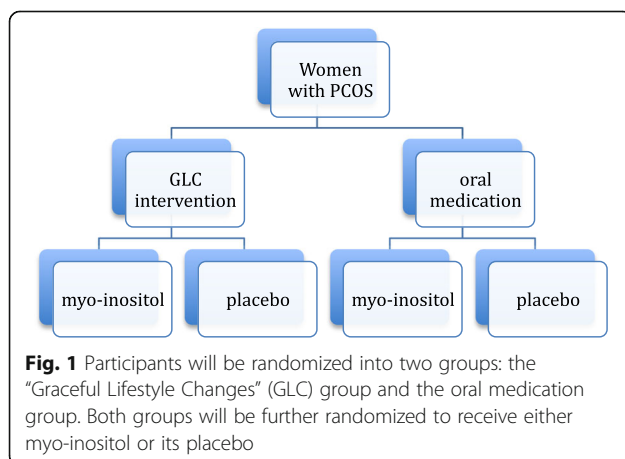 Women
with PCOS
GLC
intervention
oral
medication
myo-inositol
placebo
myo-inositol
placebo
Fig. 1 Participants will be randomized into two groups: the
“Graceful Lifestyle Changes” (GLC) group and the oral medication
group. Both groups will be further randomized to receive either
myo-inositol or its placebo